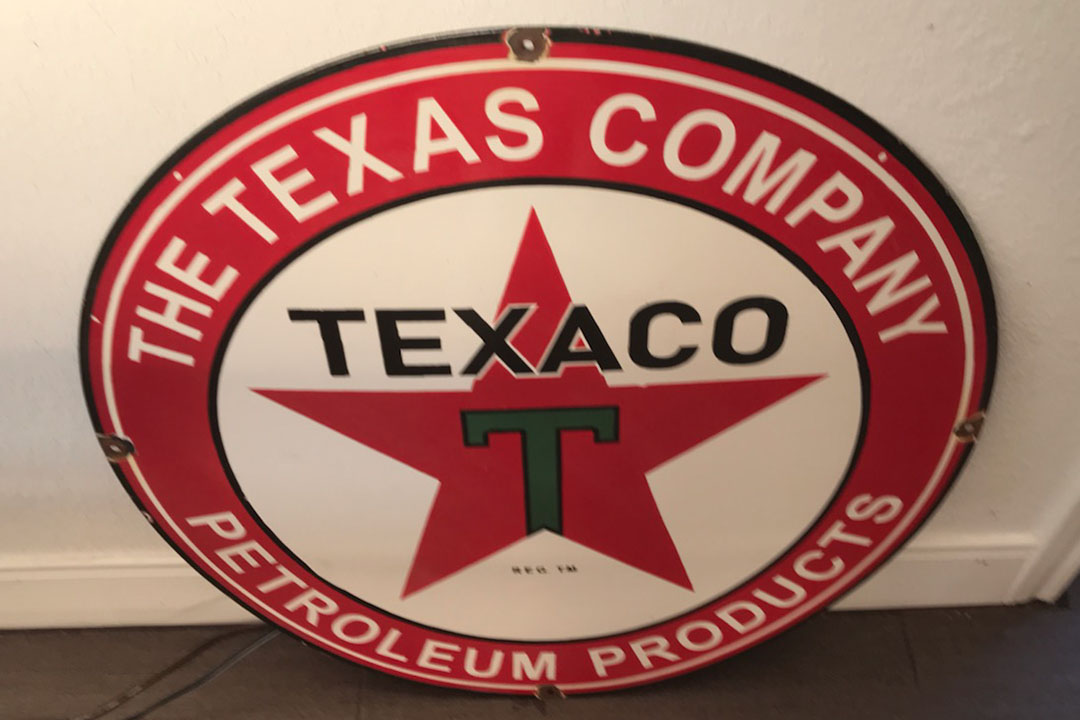 THE TEXAS COMPANY
TEXACO
T
REG. TM
PETROLEUM PRODUCTS